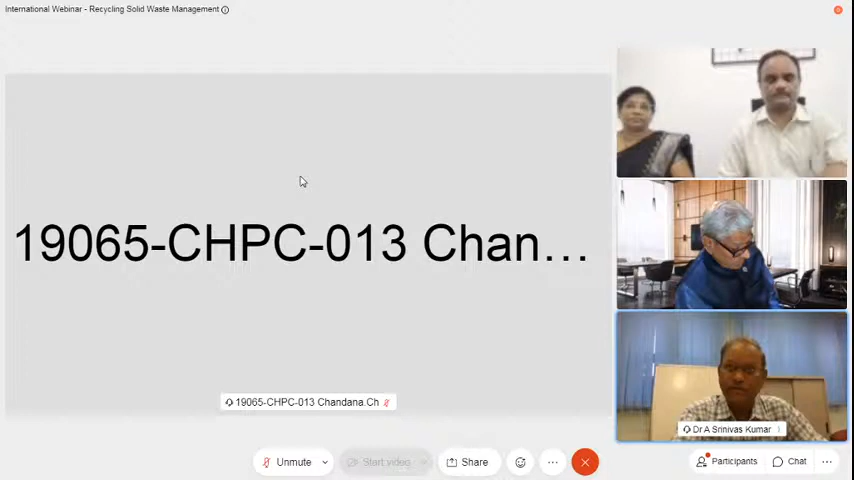 International Webinar - Recycling Solid Waste Management
19065-CHPC-013 Chan...
19065-CHPC-013 Chandana.Ch
Dr A Srinivas Kumar
Unmute
Start video
Share
Participants
Chat